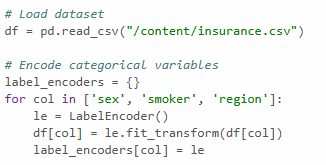 # Load dataset
df = pd.read_csv("/content/insurance.csv")
# Encode categorical variables
label_encoders = {}
for col in ['sex', 'smoker', 'region']:
    le = LabelEncoder()
    df[col] = le.fit_transform(df[col])
    label_encoders[col] = le